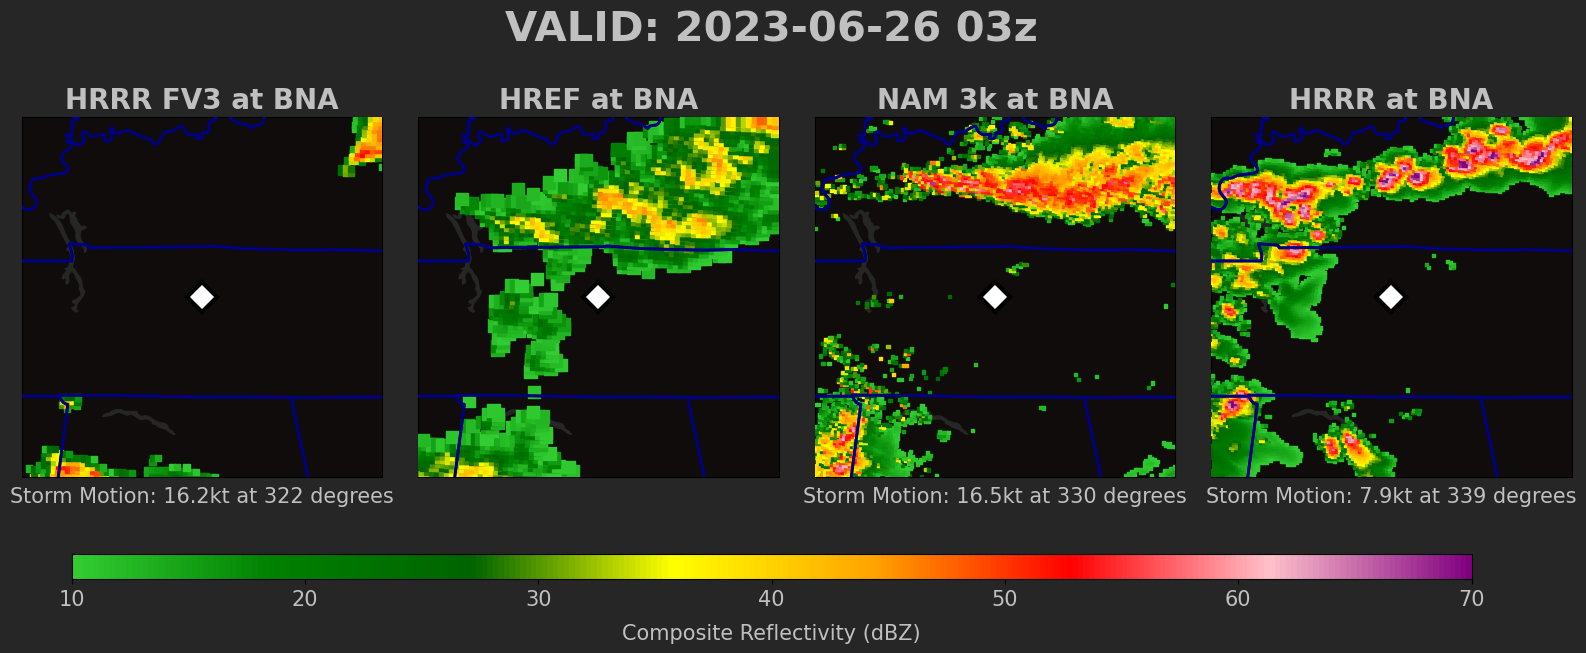 VALID: 2023-06-26 03z
HRRR FV3 at BNA
HREF at BNA
NAM 3k at BNA
HRRR at BNA
Storm Motion: 16.2kt at 322 degrees
Storm Motion: 16.5kt at 330 degrees
Storm Motion: 7.9kt at 339 degrees
10 20 30 40 50 60 70
Composite Reflectivity (dBZ)